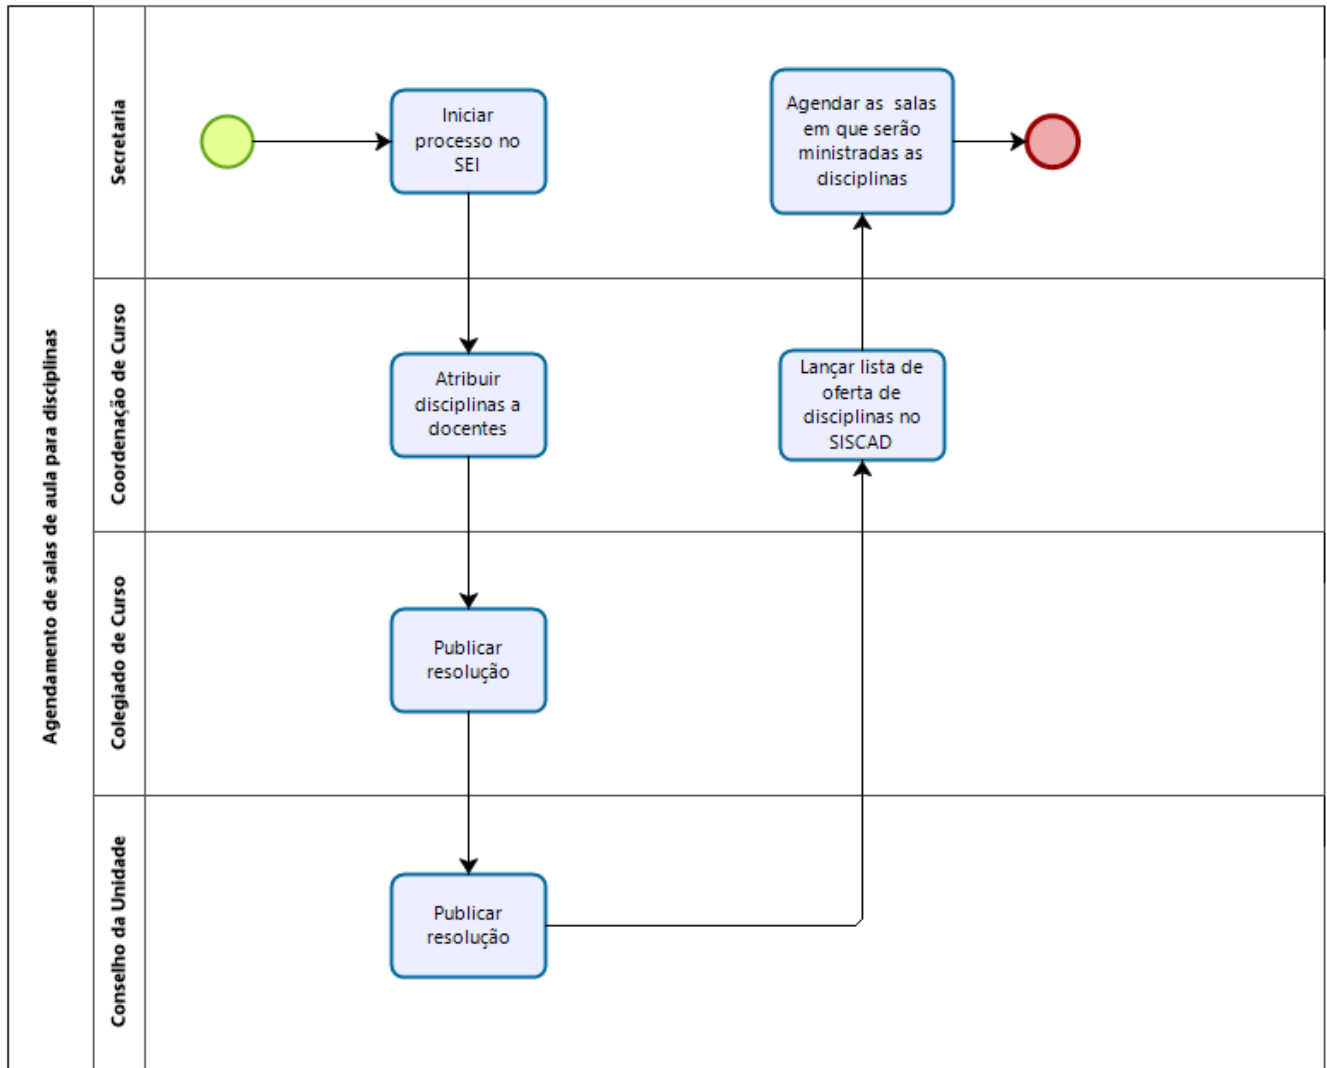 Agendamento de salas de aula para disciplinas
Secretaria
Iniciar
processo no
SEI
Agendar as salas
em que serão
ministradas as
disciplinas
Coordenação de Curso
Atribuir
disciplinas a
docentes
Lançar lista de
oferta de
disciplinas no
SISCAD
Colegiado de Curso
Publicar
resolução
Conselho da Unidade
Publicar
resolução